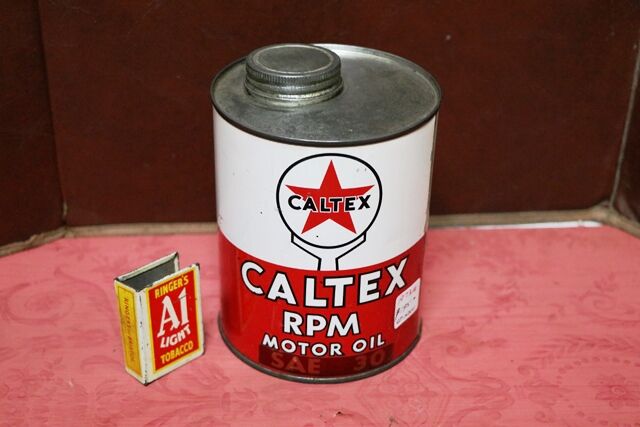 CALTEX
CALTEX
RPM
MOTOR OIL
SAE 30
RINGER'S
A1
LIGHT
TOBACCO